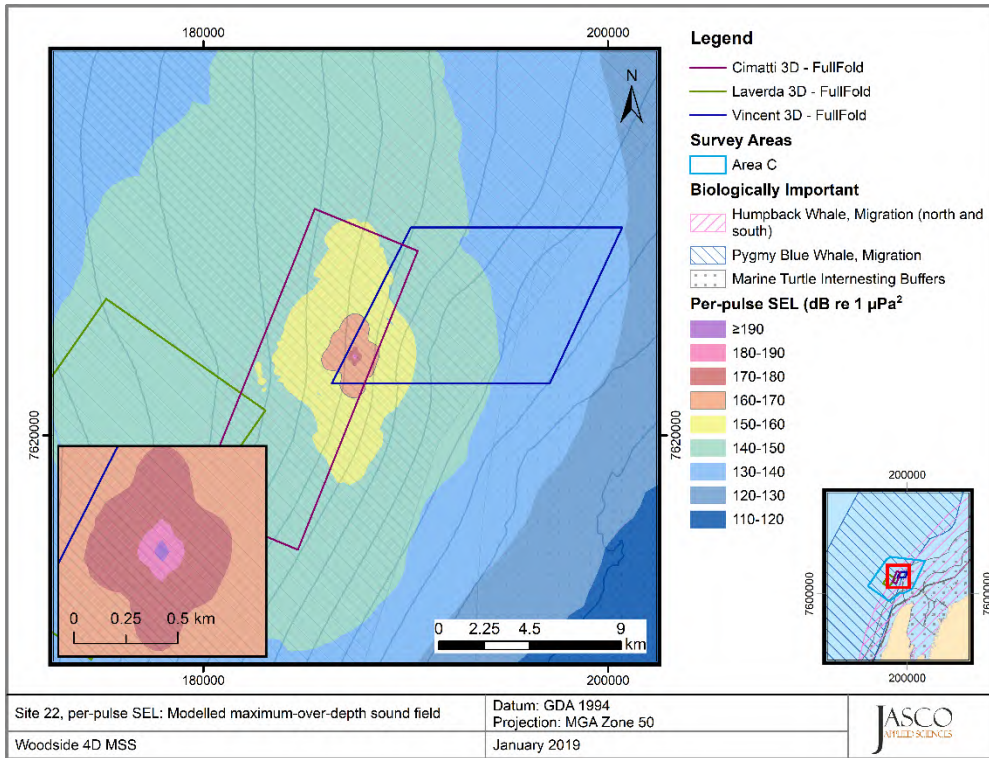 180000
200000
7620000
7620000
180000
200000
N
0 0.25 0.5 km
0 2.25 4.5 9
km
Legend
Cimatti 3D - FullFold
Laverda 3D - FullFold
Vincent 3D - FullFold
Survey Areas
Area C
Biologically Important
Humpback Whale, Migration (north and
south)
Pygmy Blue Whale, Migration
Marine Turtle Internesting Buffers
Per-pulse SEL (dB re 1 µPa²
≥190
180-190
170-180
160-170
150-160
140-150
130-140
120-130
110-120
200000
7600000
7600000
200000
Site 22, per-pulse SEL: Modelled maximum-over-depth sound field
Datum: GDA 1994
Projection: MGA Zone 50
Woodside 4D MSS
January 2019
JASCO
APPLIED SCIENCES